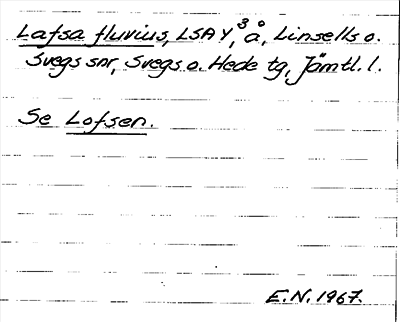 Lafsa fluvius, LSA Y, ³ å, Linsells o.
Svegs snr, Svegs o. Hede tg, Jämtl. l.
Se Lofsen.
E.N. 1967.